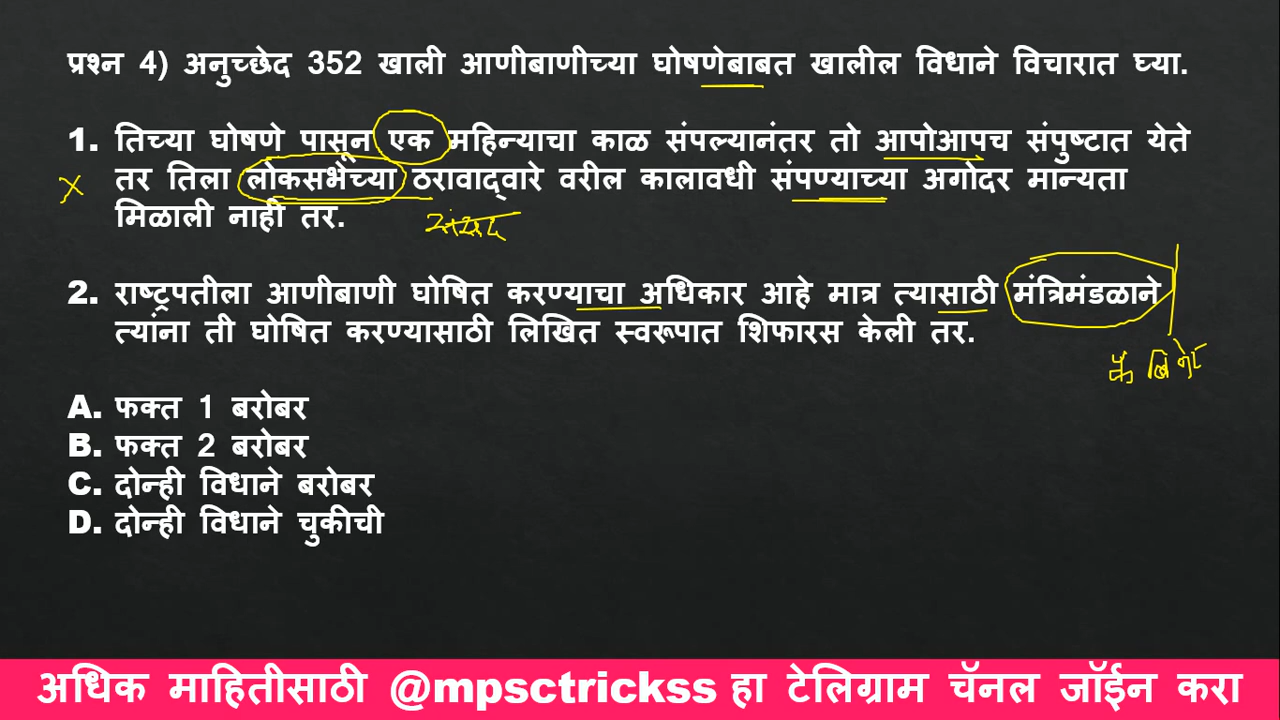 प्रश्न 4) अनुच्छेद 352 खाली आणीबाणीच्या घोषणेबाबत खालील विधाने विचारात घ्या.
1. तिच्या घोषणे पासून एक महिन्याचा काळ संपल्यानंतर तो आपोआपच संपुष्टात येते
x तर तिला लोकसभेच्या ठरावाद्वारे वरील कालावधी संपण्याच्या अगोदर मान्यता
मिळाली नाही तर.
संसद
2. राष्ट्रपतीला आणीबाणी घोषित करण्याचा अधिकार आहे मात्र त्यासाठी मंत्रिमंडळाने
त्यांना ती घोषित करण्यासाठी लिखित स्वरूपात शिफारस केली तर.
कॅबिनेट
A. फक्त 1 बरोबर
B. फक्त 2 बरोबर
C. दोन्ही विधाने बरोबर
D. दोन्ही विधाने चुकीची
अधिक माहितीसाठी @mpsctrickss हा टेलिग्राम चॅनल जॉईन करा